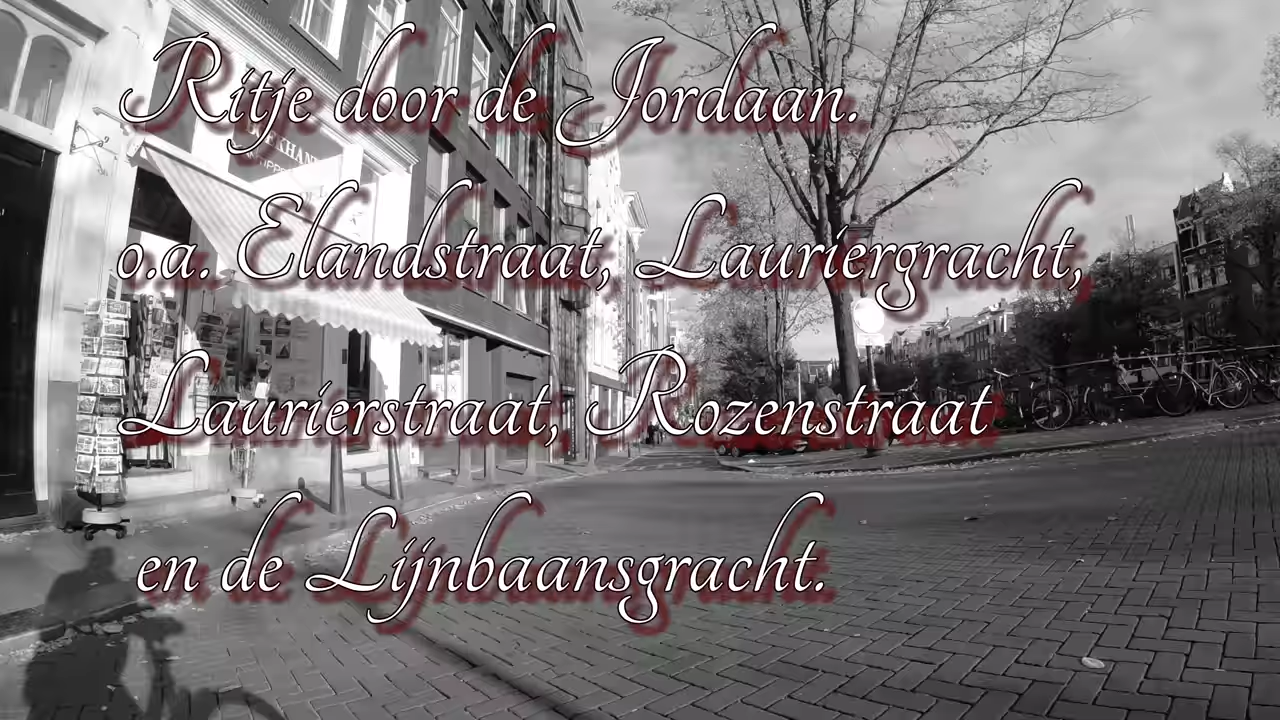 Ritje door de Jordaan.
o.a. Elandstraat, Lauriergracht,
Laurierstraat, Rozenstraat
en de Lijnbaansgracht.